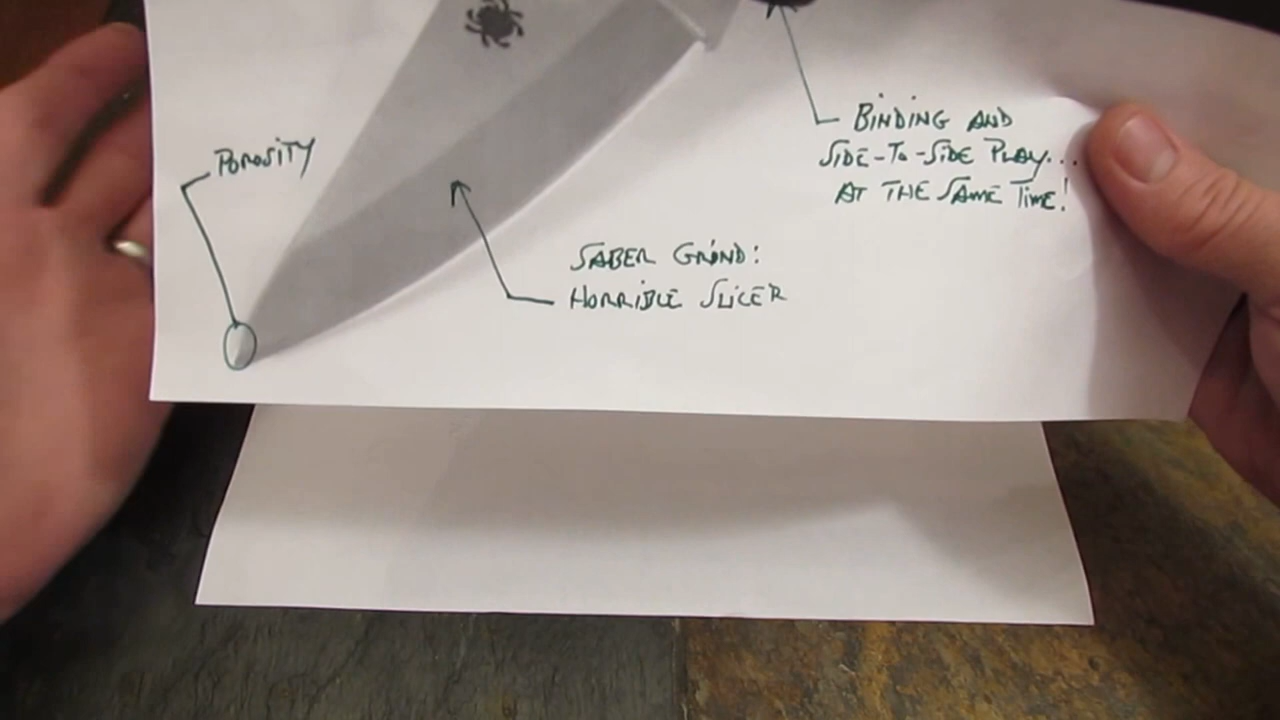 Porosity
Binding and
Side-To-Side Play...
at the same time!
Saber Grind:
Horrible Slicer